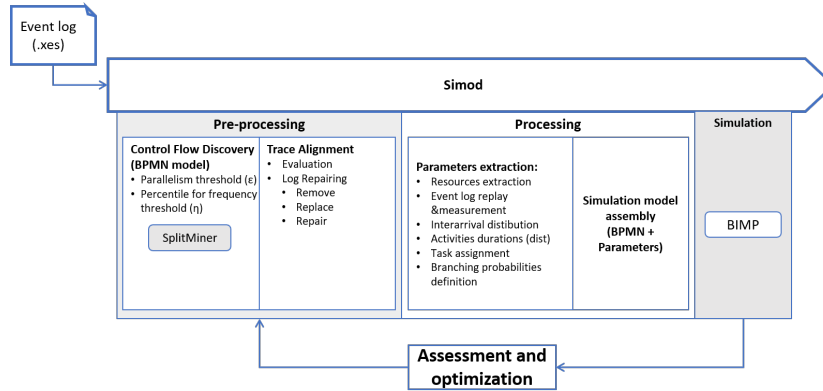 Event log
(.xes)
Simod
Pre-processing
Control Flow Discovery
(BPMN model)
• Parallelism threshold (ε)
• Percentile for frequency
threshold (η)
SplitMiner
Trace Alignment
• Evaluation
• Log Repairing
• Remove
• Replace
• Repair
Processing
Parameters extraction:
• Resources extraction
• Event log replay
&measurement
• Interarrival distibution
• Activities durations (dist)
• Task assignment
• Branching probabilities
definition
Simulation model
assembly
(BPMN +
Parameters)
Simulation
BIMP
Assessment and
optimization